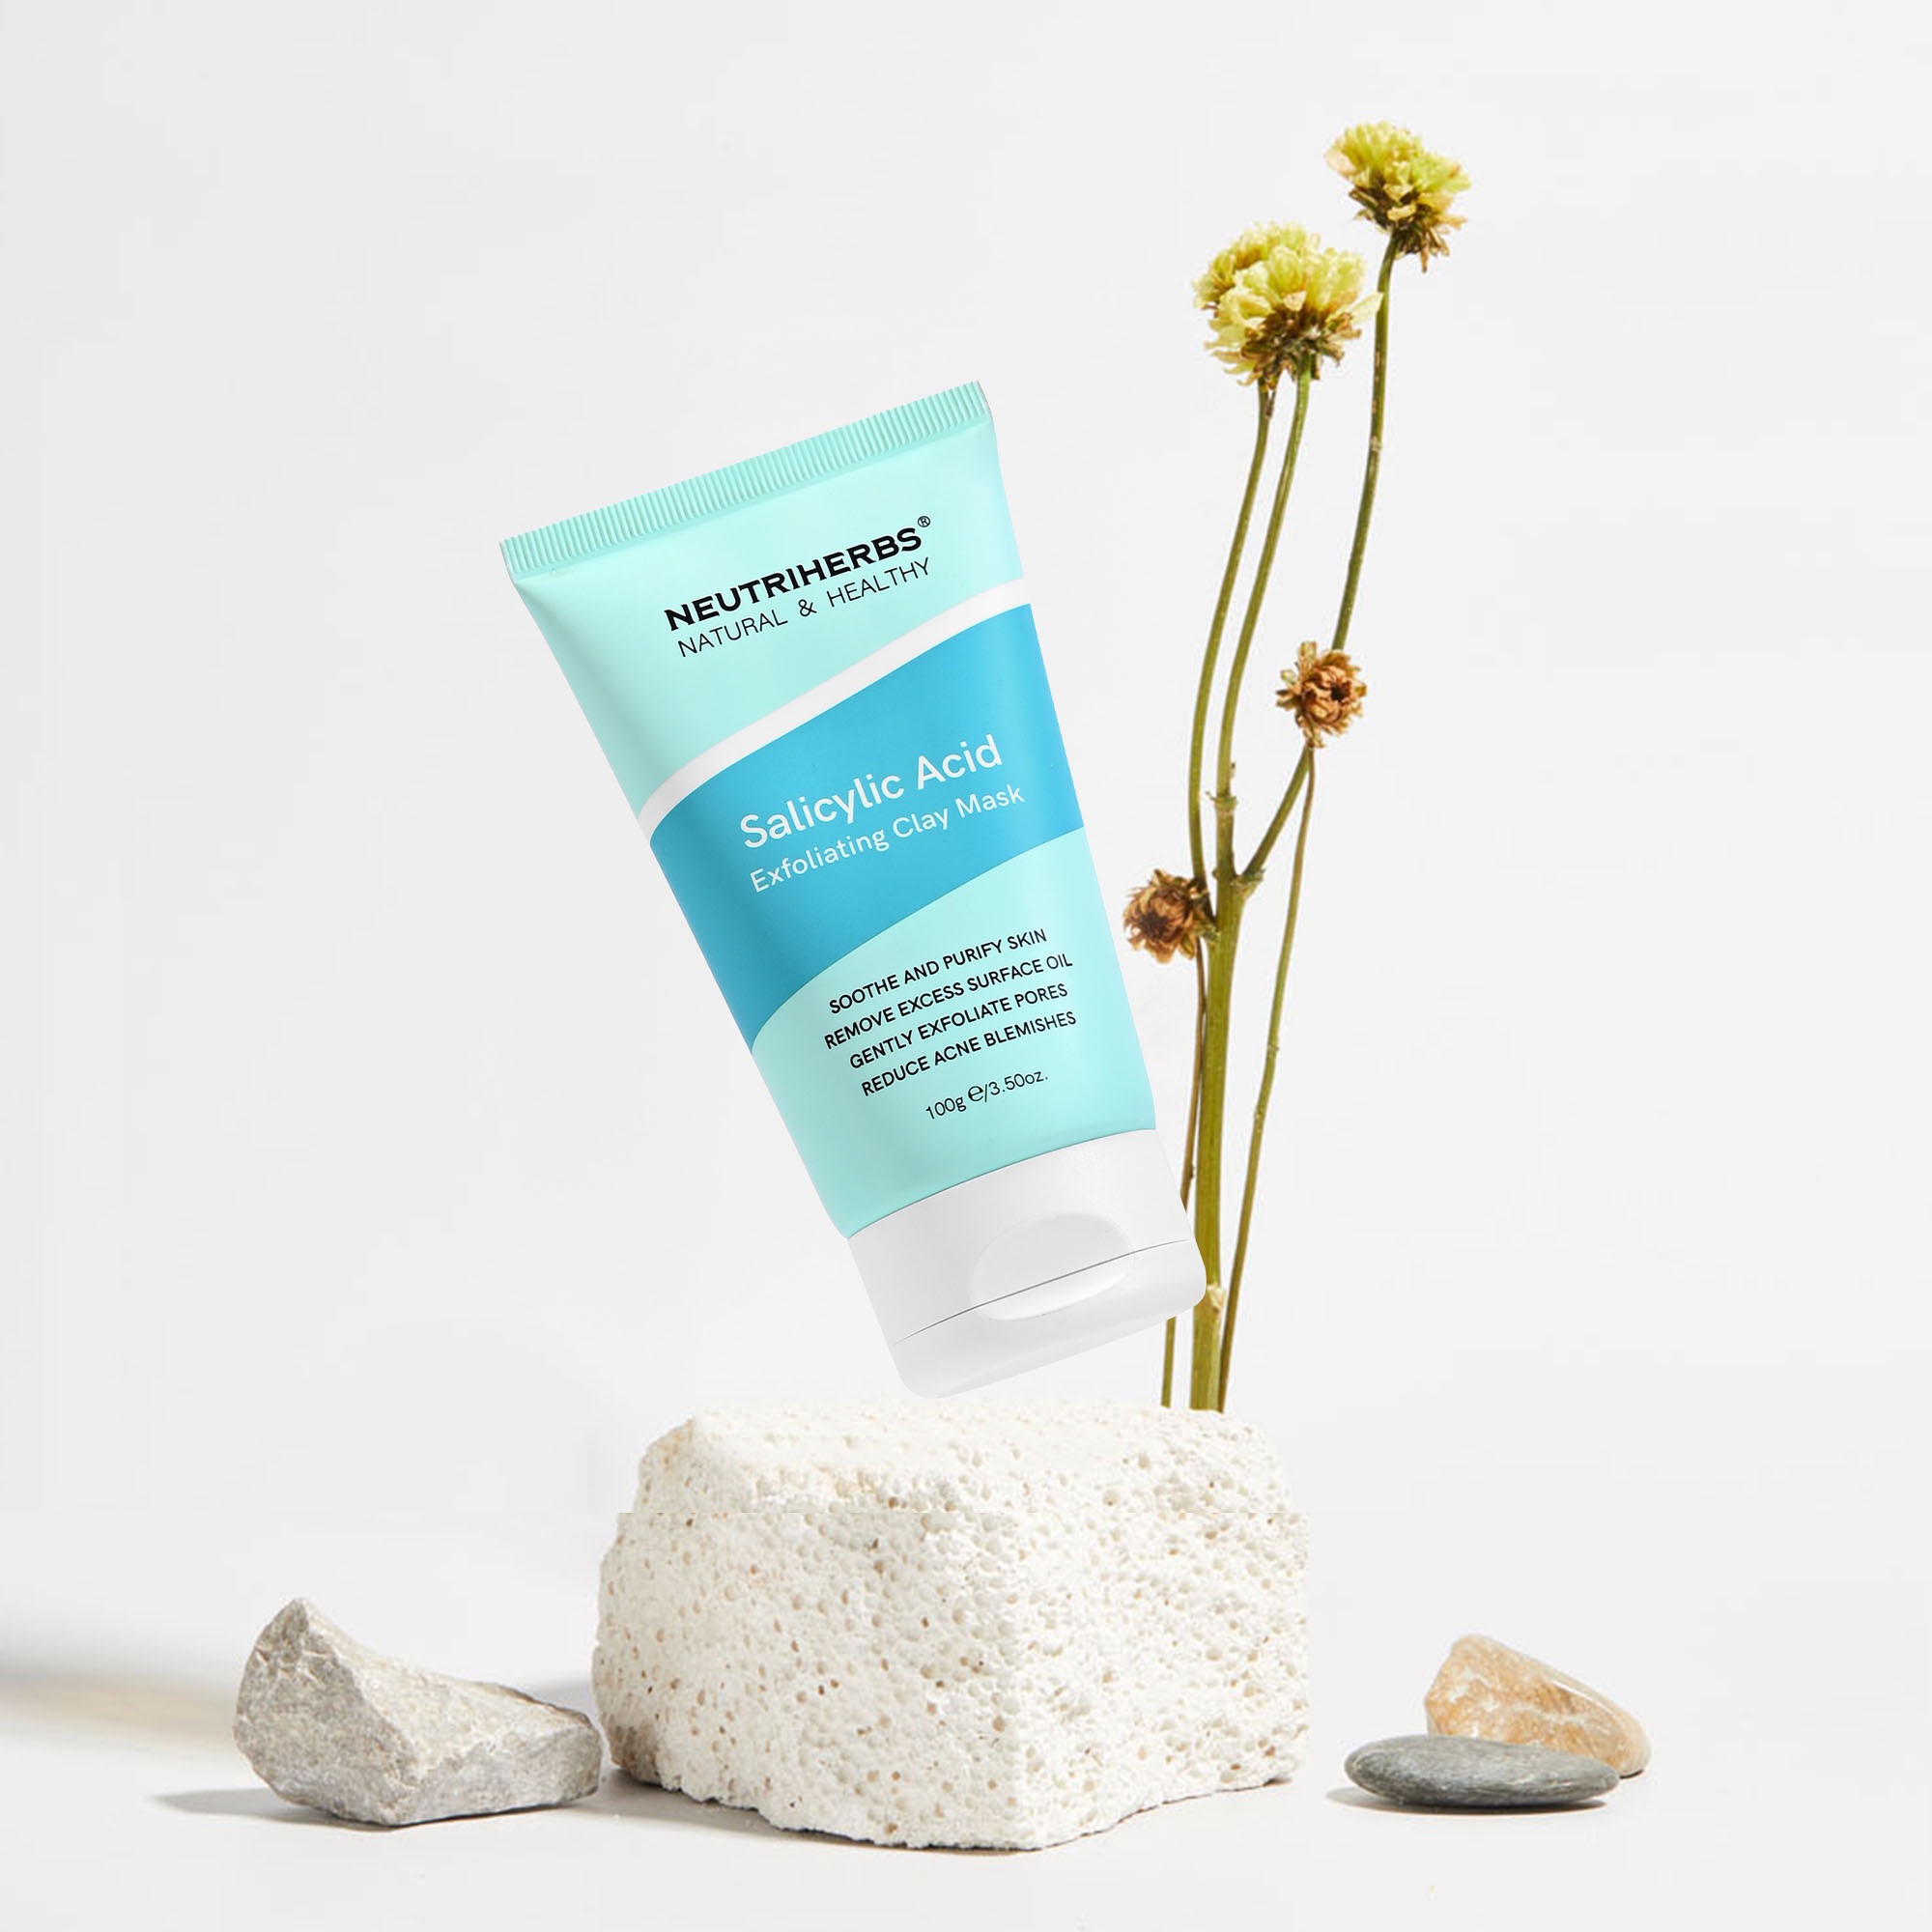 NEUTRIHERBS®
NATURAL & HEALTHY
Salicylic Acid
Exfoliating Clay Mask
SOOTHE AND PURIFY SKIN
REMOVE EXCESS SURFACE OIL
GENTLY EXFOLIATE PORES
REDUCE ACNE BLEMISHES
100g ℮/3.50oz.